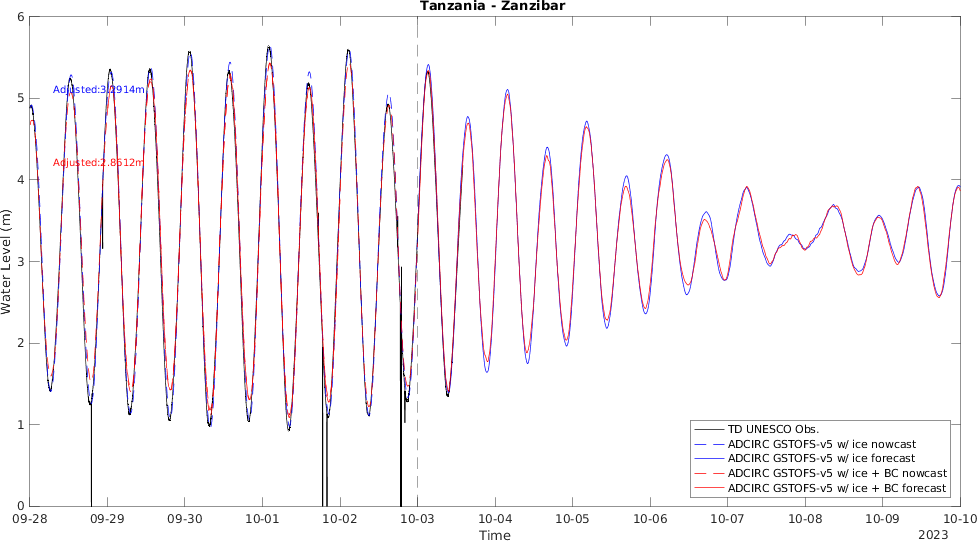 Tanzania - Zanzibar
6
5
4
3
2
1
0
Water Level (m)
Adjusted:3.2914m
Adjusted:2.8612m
TD UNESCO Obs.
ADCIRC GSTOFS-v5 w/ ice nowcast
ADCIRC GSTOFS-v5 w/ ice forecast
ADCIRC GSTOFS-v5 w/ ice + BC nowcast
ADCIRC GSTOFS-v5 w/ ice + BC forecast
09-28 09-29 09-30 10-01 10-02 10-03 10-04 10-05 10-06 10-07 10-08 10-09 10-10
Time
2023